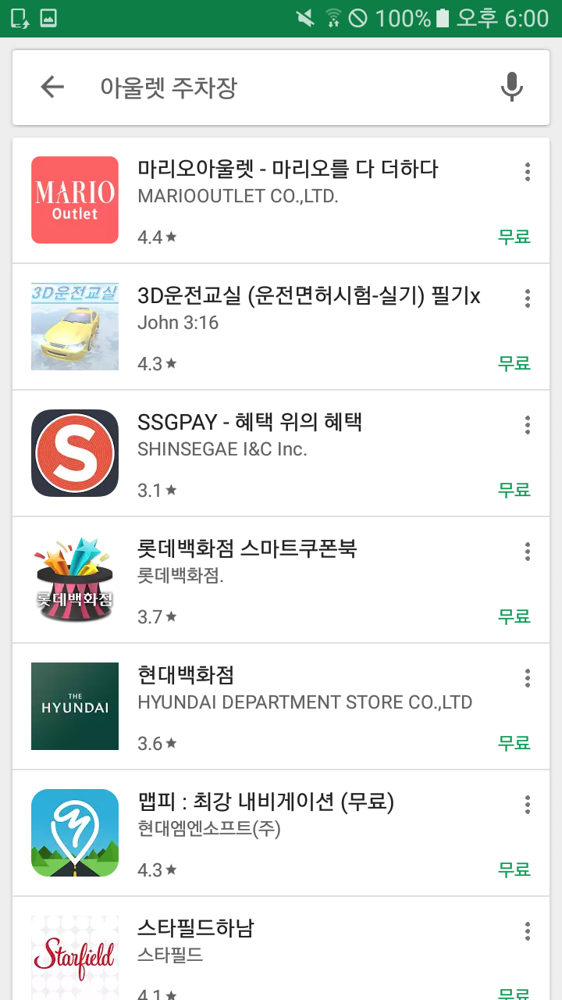 100% 오후 6:00
아울렛 주차장
MARIO
Outlet
마리오아울렛 - 마리오를 다 더하다
MARIOOUTLET CO.,LTD.
4.4★
무료
3D운전교실
3D운전교실 (운전면허시험-실기) 필기x
John 3:16
4.3★
무료
S
SSGPAY - 혜택 위의 혜택
SHINSEGAE I&C Inc.
3.1★
무료
롯데백화점
롯데백화점 스마트쿠폰북
롯데백화점.
3.7★
무료
THE
HYUNDAI
현대백화점
HYUNDAI DEPARTMENT STORE CO.,LTD
3.6★
무료
맵피 : 최강 내비게이션 (무료)
현대엠엔소프트(주)
4.3★
무료
Starfield
스타필드하남
스타필드
4.1★
무료